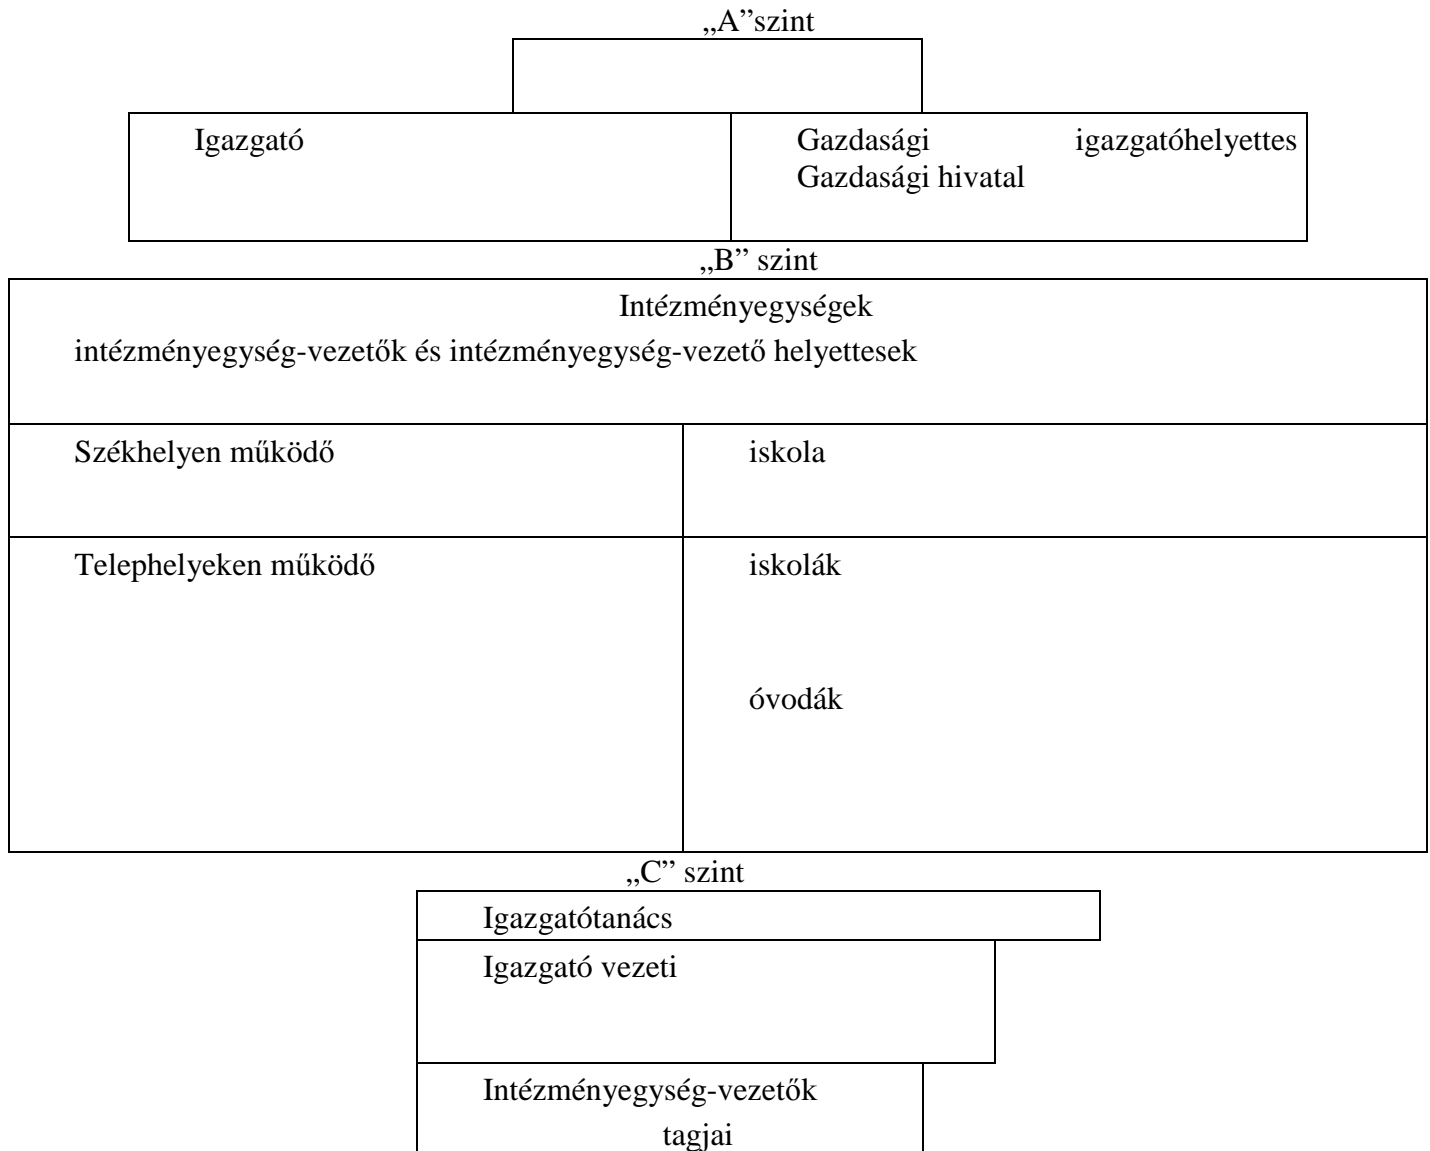 „A”szint
Igazgató
Gazdasági igazgatóhelyettes
Gazdasági hivatal
„B” szint
Intézményegységek
intézményegység-vezetők és intézményegység-vezető helyettesek
Székhelyen működő
iskola
Telephelyeken működő
iskolák
óvodák
„C” szint
Igazgatótanács
Igazgató vezeti
Intézményegység-vezetők
tagjai